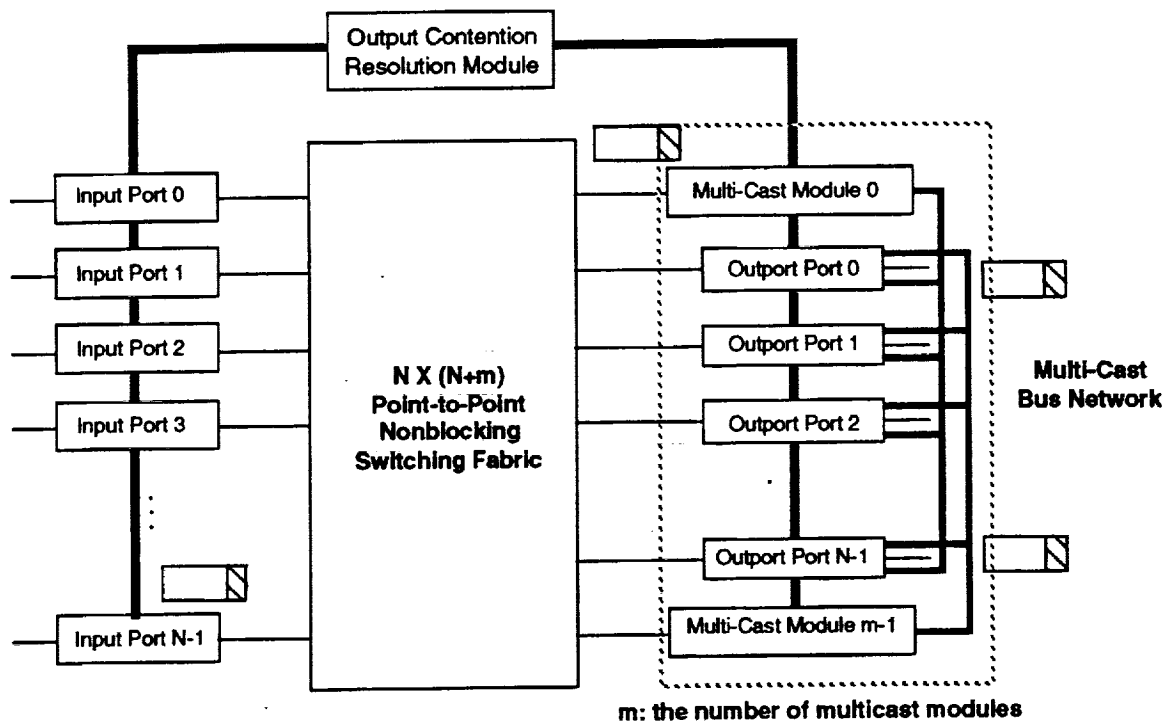 Output Contention
Resolution Module
Input Port 0
Input Port 1
Input Port 2
Input Port 3
Input Port N-1
N X (N+m)
Point-to-Point
Nonblocking
Switching Fabric
Multi-Cast Module 0
Outport Port 0
Outport Port 1
Outport Port 2
Outport Port N-1
Multi-Cast Module m-1
Multi-Cast
Bus Network
m: the number of multicast modules